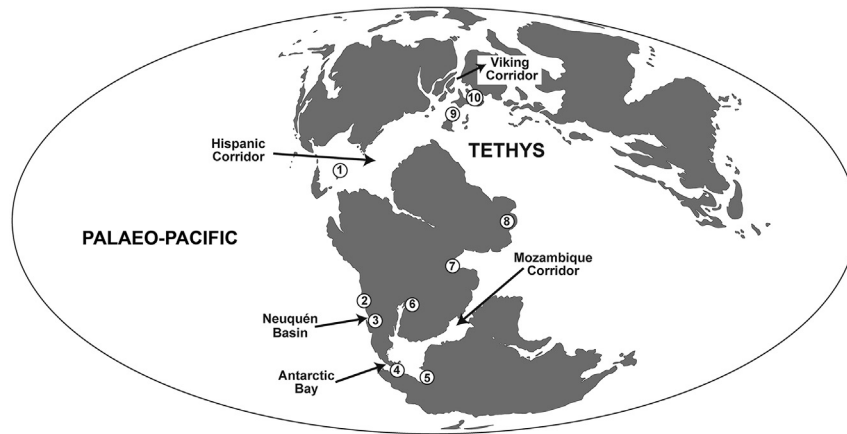 Viking
Corridor
10
9
TETHYS
Hispanic
Corridor
1
8
PALAEO-PACIFIC
7
Mozambique
Corridor
2
6
Neuquén
Basin
3
4
5
Antarctic
Bay